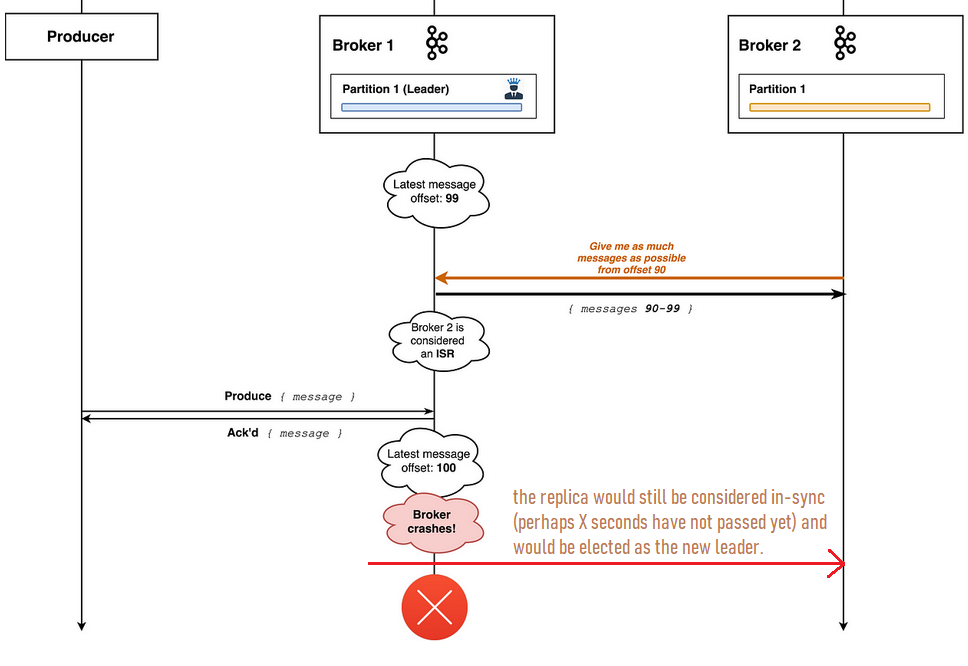 Producer
Broker 1
Partition 1 (Leader)
Broker 2
Partition 1
Latest message
offset: 99
Give me as much
messages as possible
from offset 90
{ messages 90-99 }
Broker 2 is
considered
an ISR
Produce { message }
Ack'd { message }
Latest message
offset: 100
Broker
crashes!
the replica would still be considered in-sync
(perhaps X seconds have not passed yet) and
would be elected as the new leader.